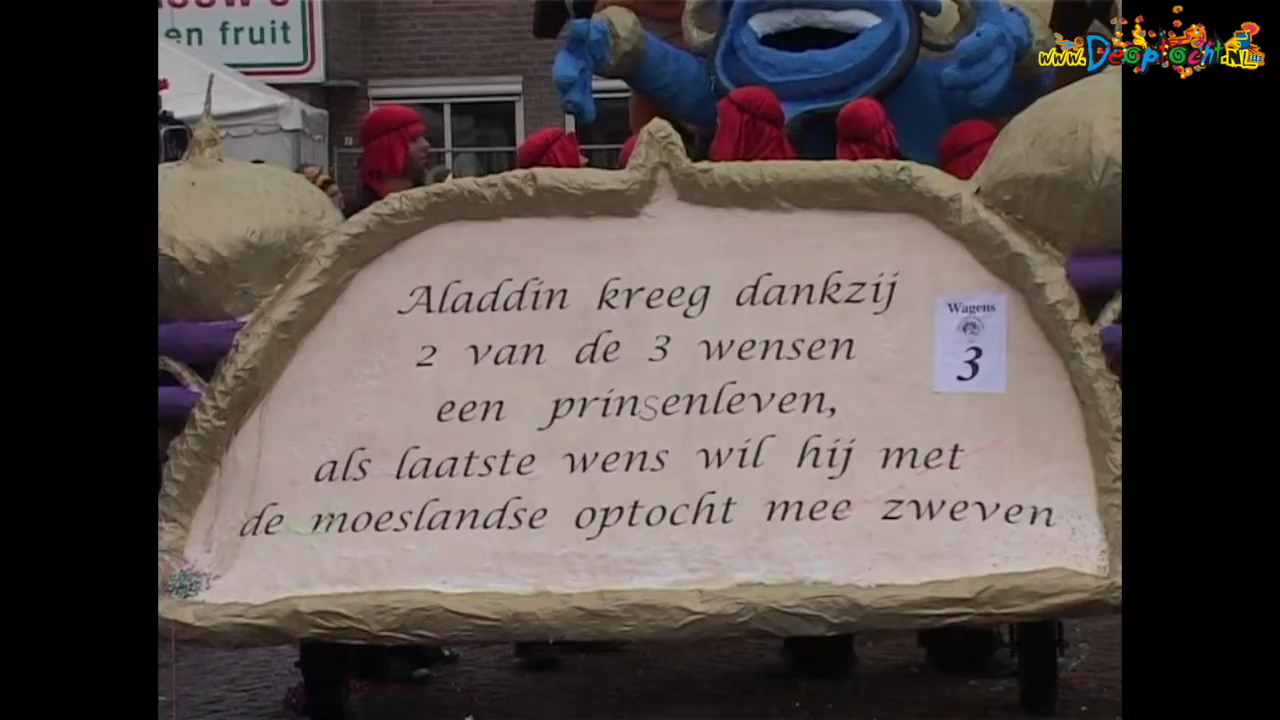 en fruit
www.Deoptocht.NL
Aladdin kreeg dankzij
2 van de 3 wensen
een prinsenleven,
als laatste wens wil hij met
de moeslandse optocht mee zweven
Wagens
3